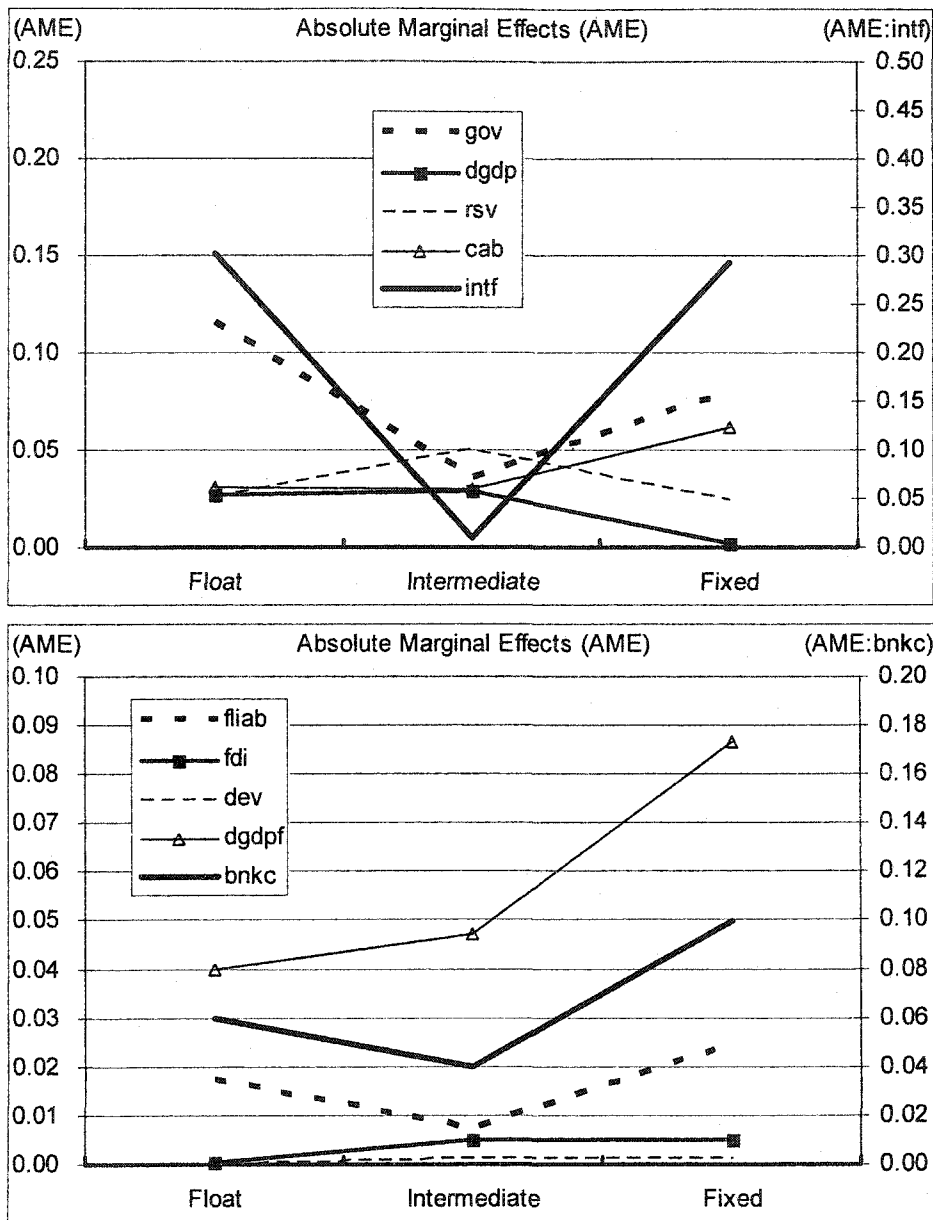 (AME) Absolute Marginal Effects (AME) (AME:intf)
0.25 0.50
0.45
0.20 0.40
0.35
0.15 0.30
0.25
0.10 0.20
0.15
0.05 0.10
0.05
0.00 0.00
gov
dgdp
rsv
cab
intf
Float Intermediate Fixed
(AME) Absolute Marginal Effects (AME) (AME:bnkc)
0.10 0.20
0.09 0.18
0.08 0.16
0.07 0.14
0.06 0.12
0.05 0.10
0.04 0.08
0.03 0.06
0.02 0.04
0.01 0.02
0.00 0.00
fliab
fdi
dev
dgdpf
bnkc
Float Intermediate Fixed